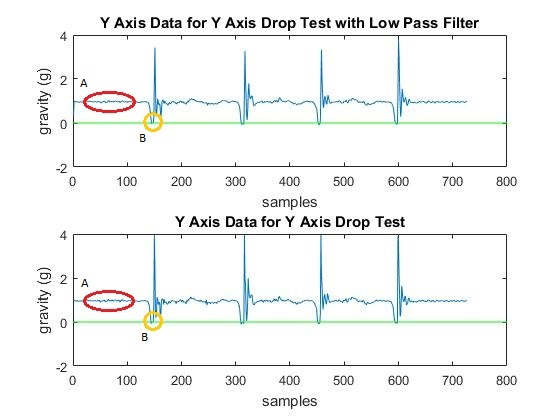 Y Axis Data for Y Axis Drop Test with Low Pass Filter
4
2
0
-2
gravity (g)
A
B
0 100 200 300 400 500 600 700 800
samples
Y Axis Data for Y Axis Drop Test
4
2
0
-2
gravity (g)
A
B
0 100 200 300 400 500 600 700 800
samples